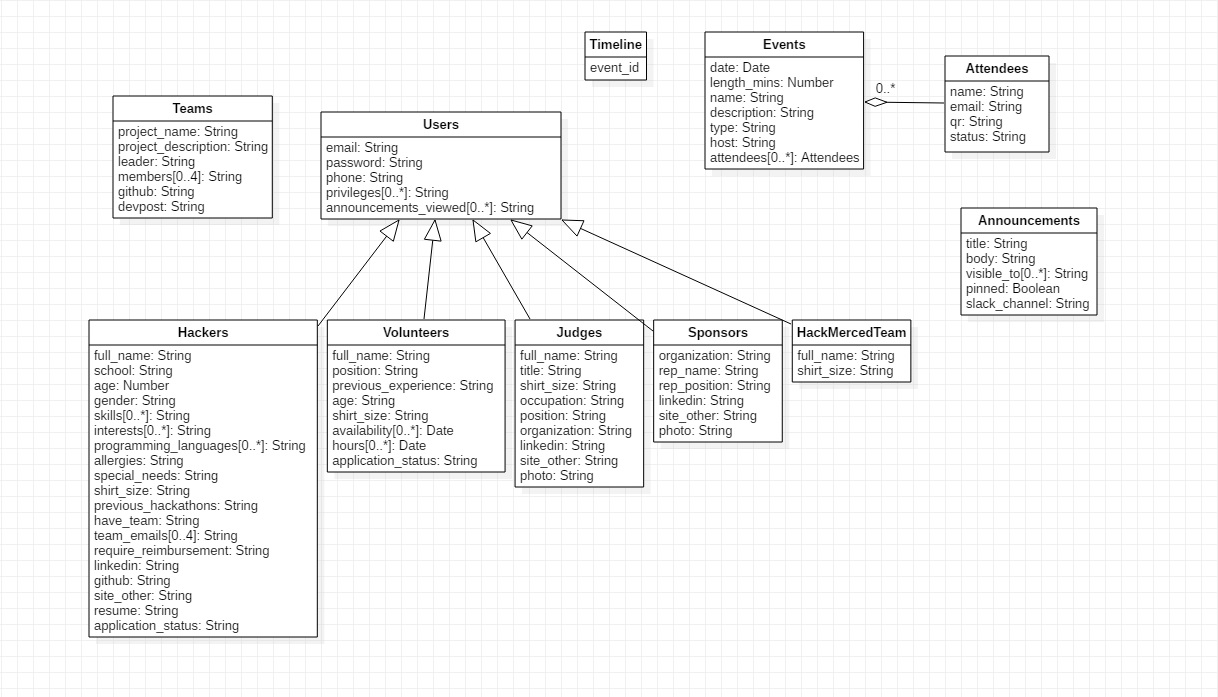 Timeline
event_id
Events
date: Date
length_mins: Number
name: String
description: String
type: String
host: String
attendees[0..*]: Attendees
0..*
Attendees
name: String
email: String
qr: String
status: String
Teams
project_name: String
project_description: String
leader: String
members[0..4]: String
github: String
devpost: String
Users
email: String
password: String
phone: String
privileges[0..*]: String
announcements_viewed[0..*]: String
Announcements
title: String
body: String
visible_to[0..*]: String
pinned: Boolean
slack_channel: String
Hackers
full_name: String
school: String
age: Number
gender: String
skills[0..*]: String
interests[0..*]: String
programming_languages[0..*]: String
allergies: String
special_needs: String
shirt_size: String
previous_hackathons: String
have_team: String
team_emails[0..4]: String
require_reimbursement: String
linkedin: String
github: String
site_other: String
resume: String
application_status: String
Volunteers
full_name: String
position: String
previous_experience: String
age: String
shirt_size: String
availability[0..*]: Date
hours[0..*]: Date
application_status: String
Judges
full_name: String
title: String
shirt_size: String
occupation: String
position: String
organization: String
linkedin: String
site_other: String
photo: String
Sponsors
organization: String
rep_name: String
rep_position: String
linkedin: String
site_other: String
photo: String
HackMercedTeam
full_name: String
shirt_size: String